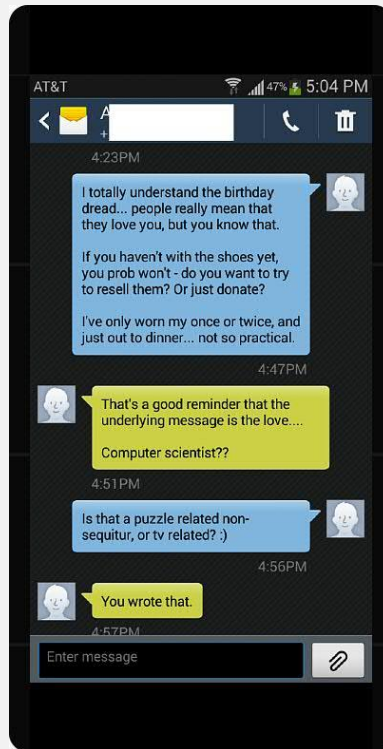 AT&T 47% 5:04 PM
A
+
4:23PM
I totally understand the birthday
dread... people really mean that
they love you, but you know that.
If you haven't with the shoes yet,
you prob won't - do you want to try
to resell them? Or just donate?
I've only worn my once or twice, and
just out to dinner... not so practical.
4:47PM
That's a good reminder that the
underlying message is the love....
Computer scientist??
4:51PM
Is that a puzzle related non-
sequitur, or tv related? :)
4:56PM
You wrote that.
4:57PM
Enter message